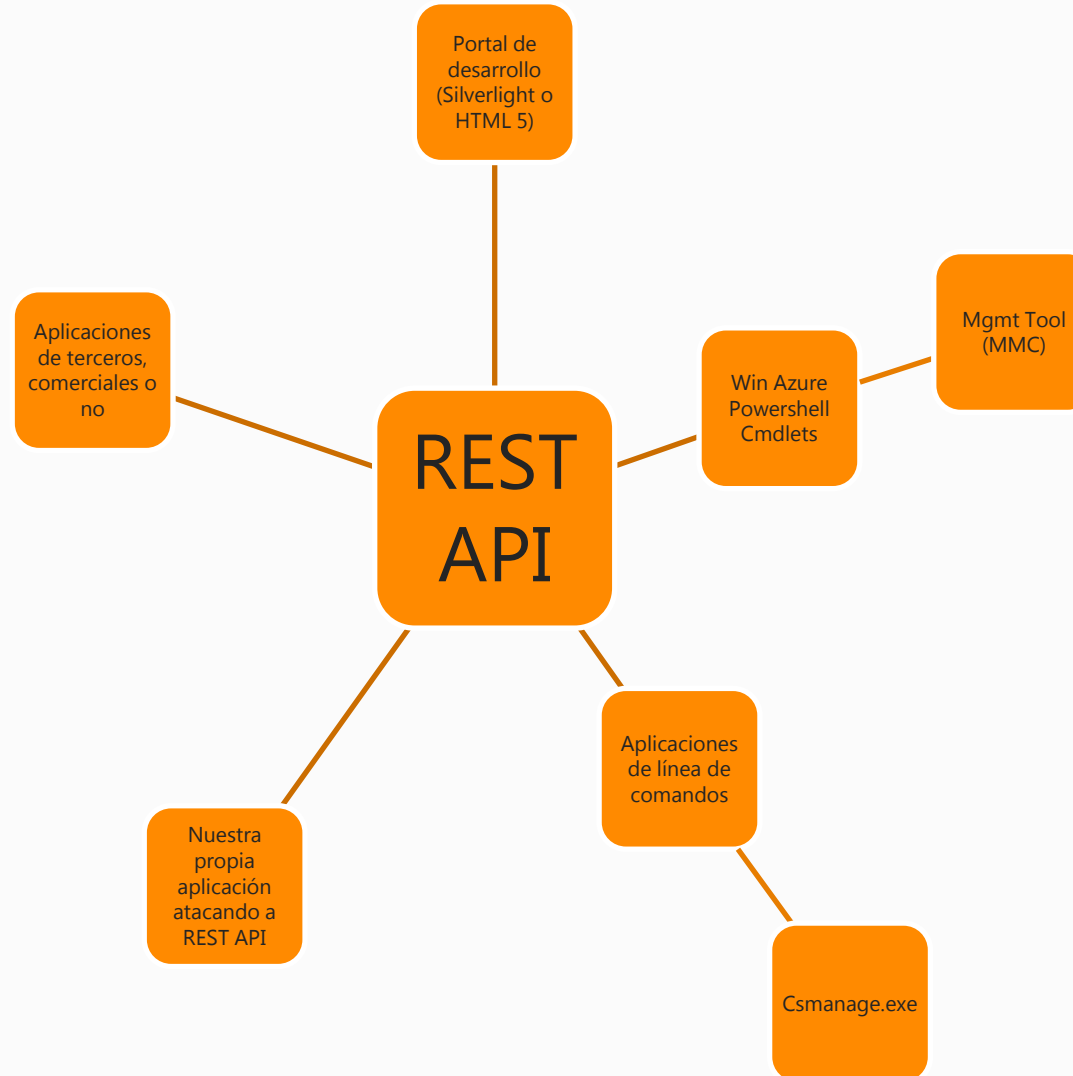 Portal de
desarrollo
(Silverlight o
HTML 5)
Mgmt Tool
(MMC)
Win Azure
Powershell
Cmdlets
Aplicaciones
de terceros,
comerciales o
no
REST
API
Aplicaciones
de línea de
comandos
Nuestra
propia
aplicación
atacando a
REST API
Csmanage.exe